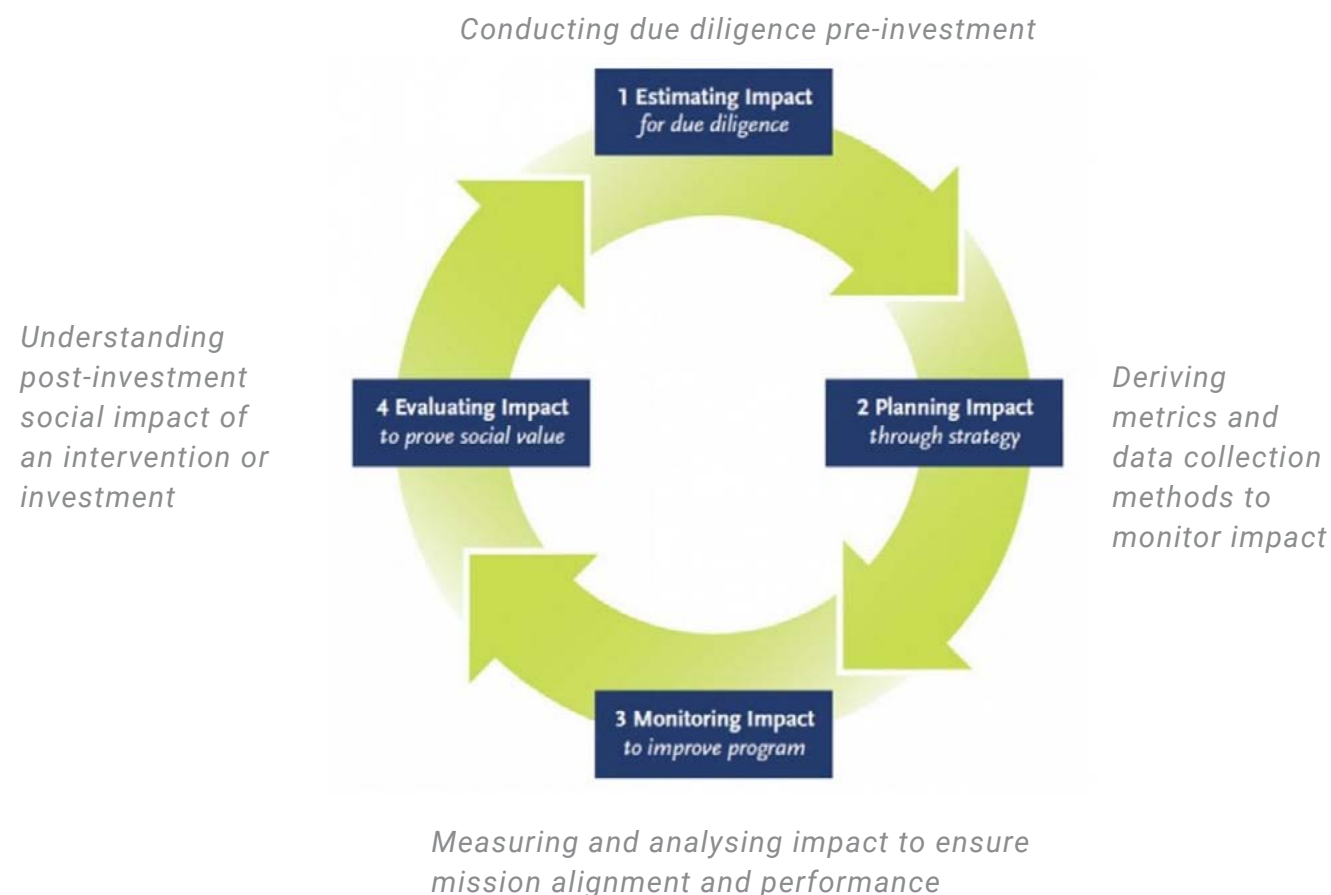 Conducting due diligence pre-investment
1 Estimating Impact
for due diligence
Understanding
post-investment
social impact of
an intervention or
investment
4 Evaluating Impact
to prove social value
2 Planning Impact
through strategy
Deriving
metrics and
data collection
methods to
monitor impact
3 Monitoring Impact
to improve program
Measuring and analysing impact to ensure
mission alignment and performance